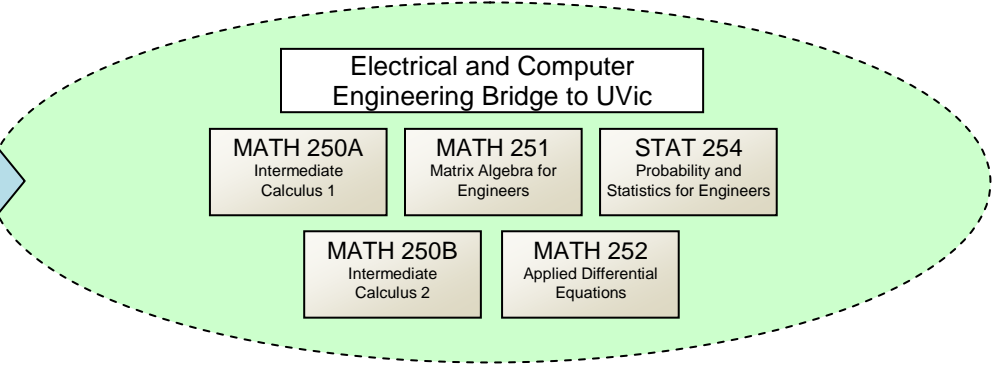 Electrical and Computer
Engineering Bridge to UVic
MATH 250A
Intermediate
Calculus 1
MATH 251
Matrix Algebra for
Engineers
STAT 254
Probability and
Statistics for Engineers
MATH 250B
Intermediate
Calculus 2
MATH 252
Applied Differential
Equations